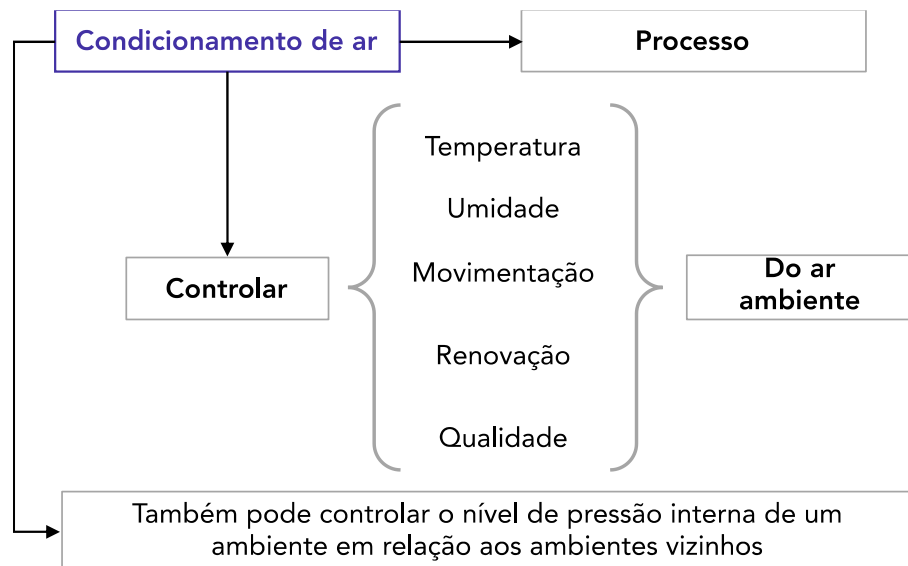 Condicionamento de ar
Processo
Temperatura
Umidade
Movimentação
Renovação
Qualidade
Controlar
Do ar
ambiente
Também pode controlar o nível de pressão interna de um
ambiente em relação aos ambientes vizinhos